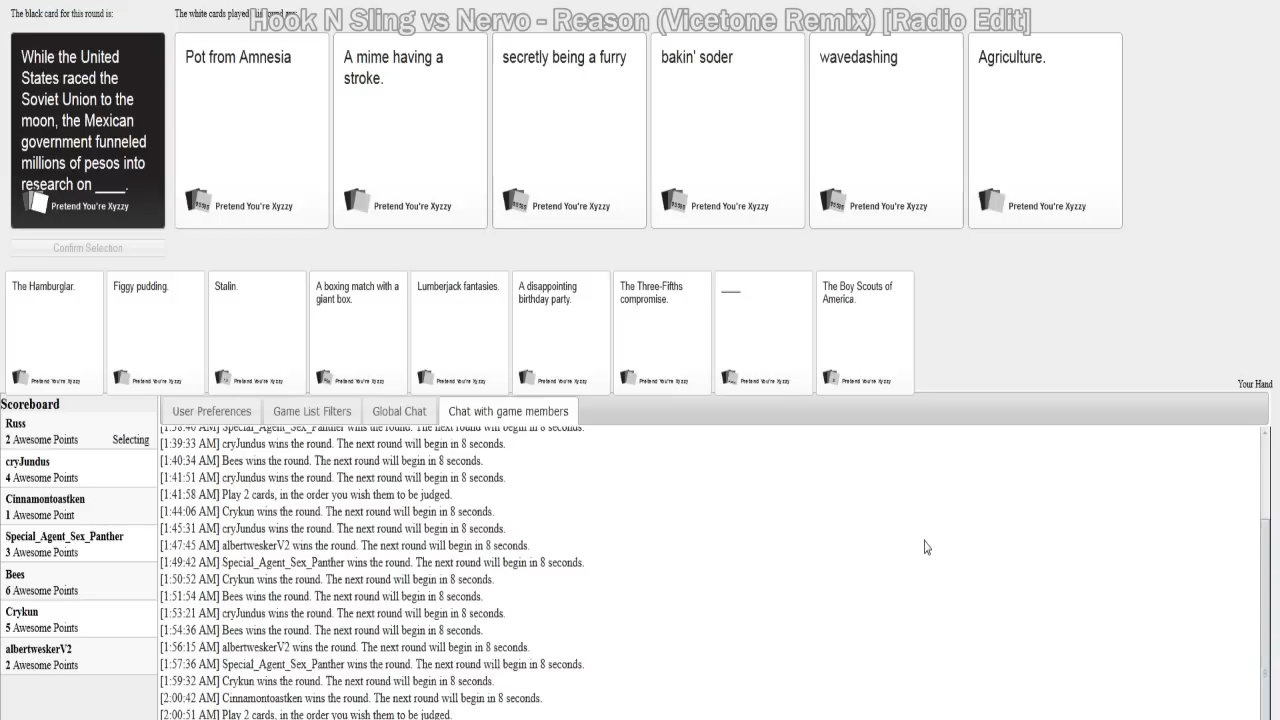 Hook N Sling vs Nervo - Reason (Vicetone Remix) [Radio Edit]
The black card for this round is:
The white cards played this round are:
While the United
States raced the
Soviet Union to the
moon, the Mexican
government funneled
millions of pesos into
research on ____.
Pretend You're Xyzzy
Pot from Amnesia
Pretend You're Xyzzy
A mime having a
stroke.
Pretend You're Xyzzy
secretly being a furry
Pretend You're Xyzzy
bakin' soder
Pretend You're Xyzzy
wavedashing
Pretend You're Xyzzy
Agriculture.
Pretend You're Xyzzy
Confirm Selection
The Hamburglar.
Pretend You're Xyzzy
Figgy pudding.
Pretend You're Xyzzy
Stalin.
Pretend You're Xyzzy
A boxing match with a
giant box.
Pretend You're Xyzzy
Lumberjack fantasies.
Pretend You're Xyzzy
A disappointing
birthday party.
Pretend You're Xyzzy
The Three-Fifths
compromise.
Pretend You're Xyzzy
____
Pretend You're Xyzzy
The Boy Scouts of
America.
Pretend You're Xyzzy
Your Hand
Scoreboard
Russ
2 Awesome Points Selecting
cryJundus
4 Awesome Points
Cinnamontoastken
1 Awesome Point
Special_Agent_Sex_Panther
3 Awesome Points
Bees
6 Awesome Points
Crykun
5 Awesome Points
albertweskerV2
2 Awesome Points
User Preferences
Game List Filters
Global Chat
Chat with game members
[1:38:40 AM] Special_Agent_Sex_Panther wins the round. The next round will begin in 8 seconds.
[1:39:33 AM] cryJundus wins the round. The next round will begin in 8 seconds.
[1:40:34 AM] Bees wins the round. The next round will begin in 8 seconds.
[1:41:51 AM] cryJundus wins the round. The next round will begin in 8 seconds.
[1:41:58 AM] Play 2 cards, in the order you wish them to be judged.
[1:44:06 AM] Crykun wins the round. The next round will begin in 8 seconds.
[1:45:31 AM] cryJundus wins the round. The next round will begin in 8 seconds.
[1:47:45 AM] albertweskerV2 wins the round. The next round will begin in 8 seconds.
[1:49:42 AM] Special_Agent_Sex_Panther wins the round. The next round will begin in 8 seconds.
[1:50:52 AM] Crykun wins the round. The next round will begin in 8 seconds.
[1:51:54 AM] Bees wins the round. The next round will begin in 8 seconds.
[1:53:21 AM] cryJundus wins the round. The next round will begin in 8 seconds.
[1:54:36 AM] Bees wins the round. The next round will begin in 8 seconds.
[1:56:15 AM] albertweskerV2 wins the round. The next round will begin in 8 seconds.
[1:57:36 AM] Special_Agent_Sex_Panther wins the round. The next round will begin in 8 seconds.
[1:59:32 AM] Crykun wins the round. The next round will begin in 8 seconds.
[2:00:42 AM] Cinnamontoastken wins the round. The next round will begin in 8 seconds.
[2:00:51 AM] Play 2 cards, in the order you wish them to be judged.